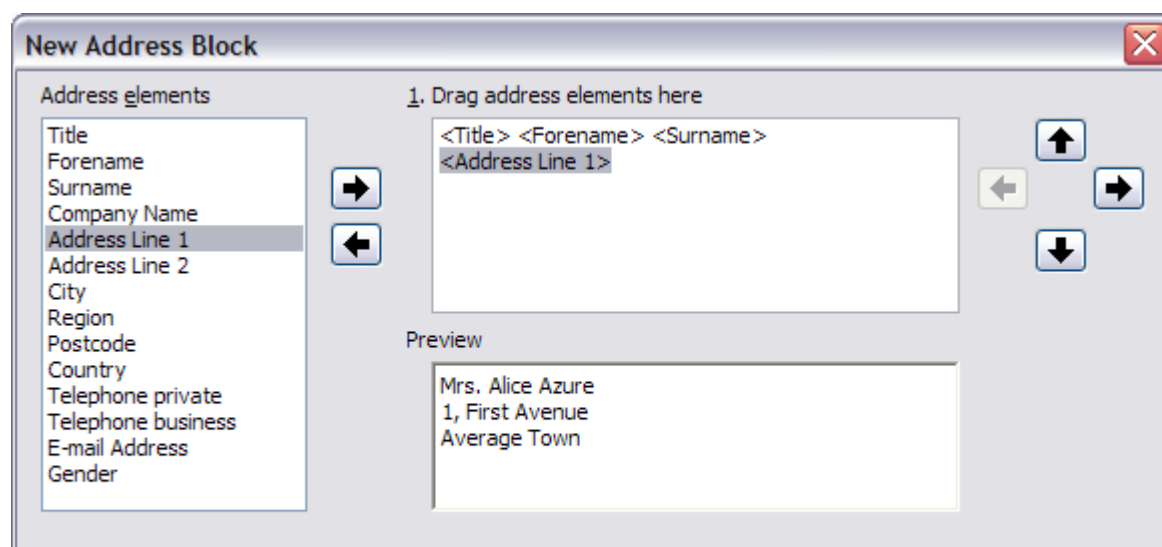 New Address Block
Address elements
Title
Forename
Surname
Company Name
Address Line 1
Address Line 2
City
Region
Postcode
Country
Telephone private
Telephone business
E-mail Address
Gender
1. Drag address elements here
<Title> <Forename> <Surname>
<Address Line 1>
Preview
Mrs. Alice Azure
1, First Avenue
Average Town